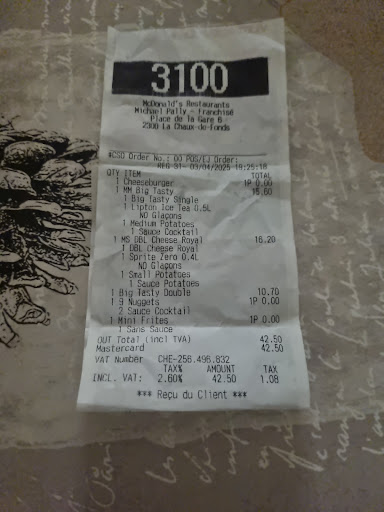 3100
McDonald's Restaurants
Michael Pally - Franchisé
Place de la Gare 6
2300 La Chaux-de-Fonds
#CSO Order No.: 00 POS/EJ Order:
REG 31- 03/04/2025 19:25:18
QTY ITEM TOTAL
1 Cheeseburger 1P 0.00
1 MM Big Tasty 15.60
1 Big Tasty Single
1 Lipton Ice Tea 0.5L
NO Glaçons
1 Medium Potatoes
1 Sauce Cocktail
1 MS DBL Cheese Royal 16.20
1 DBL Cheese Royal
1 Sprite Zero 0.4L
NO Glaçons
1 Small Potatoes
1 Sauce Potatoes
1 Big Tasty Double 10.70
1 9 Nuggets 1P 0.00
2 Sauce Cocktail
1 Mint Frites 1P 0.00
1 Sans Sauce
OUT Total (incl TVA) 42.50
Mastercard 42.50
VAT Number CHE-256.496.832
TAX% AMOUNT TAX
INCL. VAT: 2.60% 42.50 1.08
*** Reçu du Client ***